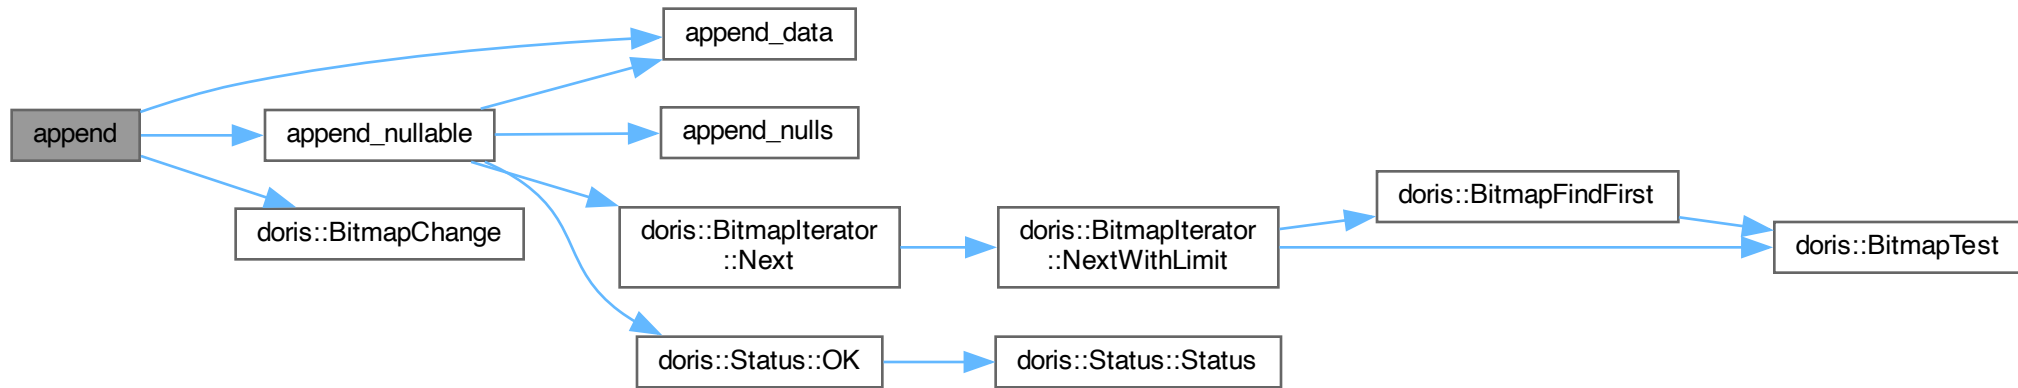 append
append_nullable
doris::BitmapChange
append_data
append_nulls
doris::BitmapIterator
::Next
doris::Status::OK
doris::BitmapIterator
::NextWithLimit
doris::Status::Status
doris::BitmapFindFirst
doris::BitmapTest